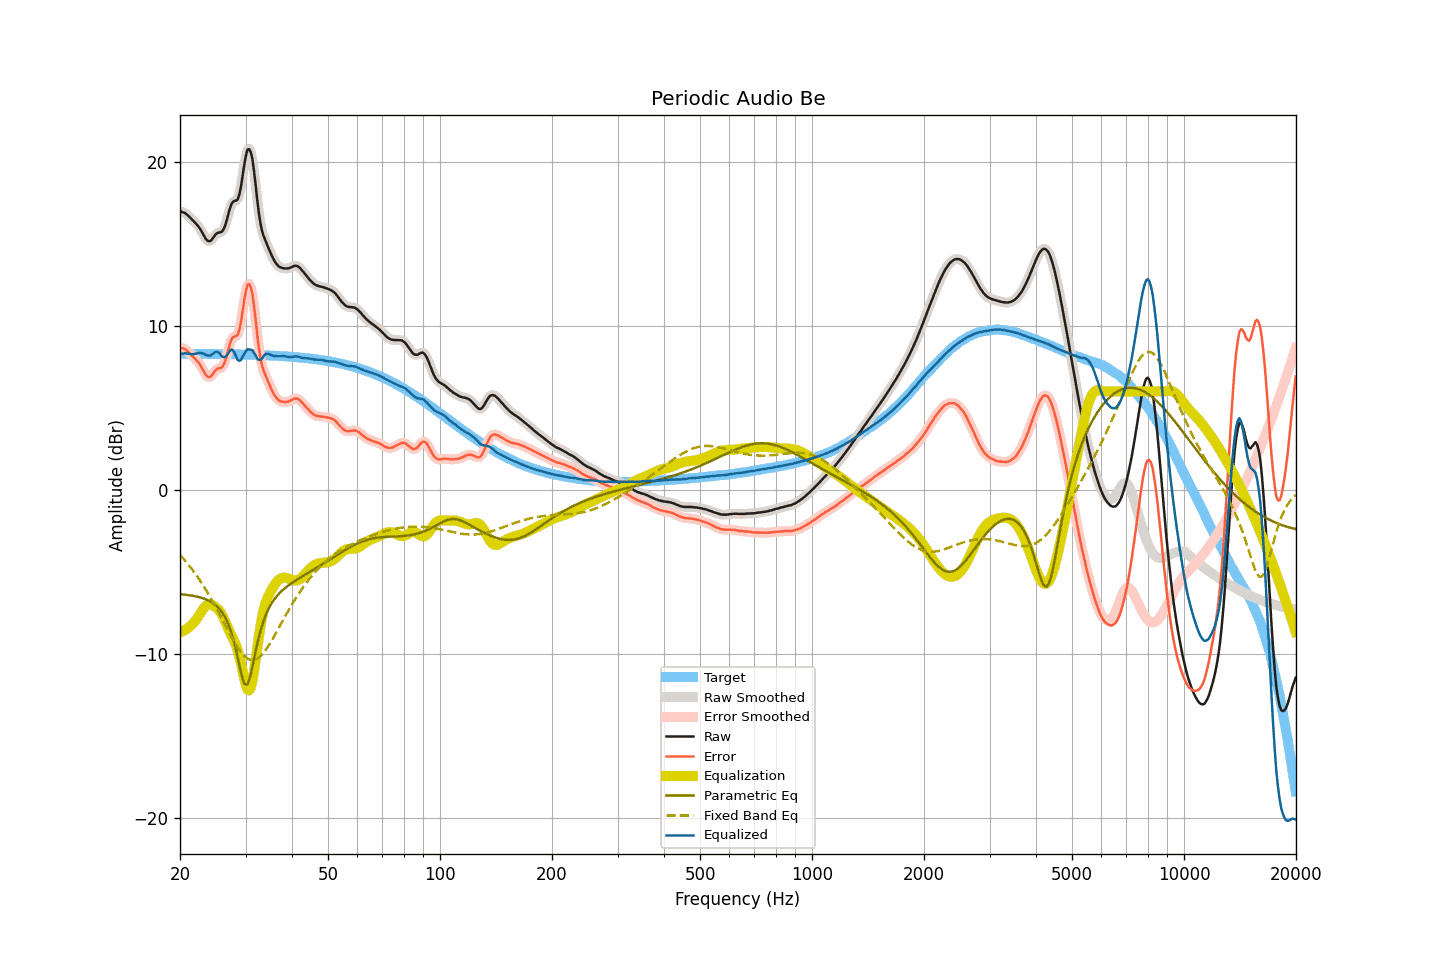 Periodic Audio Be
20
10
0
−10
−20
Amplitude (dBr)
Target
Raw Smoothed
Error Smoothed
Raw
Error
Equalization
Parametric Eq
Fixed Band Eq
Equalized
20 50 100 200 500 1000 2000 5000 10000 20000
Frequency (Hz)